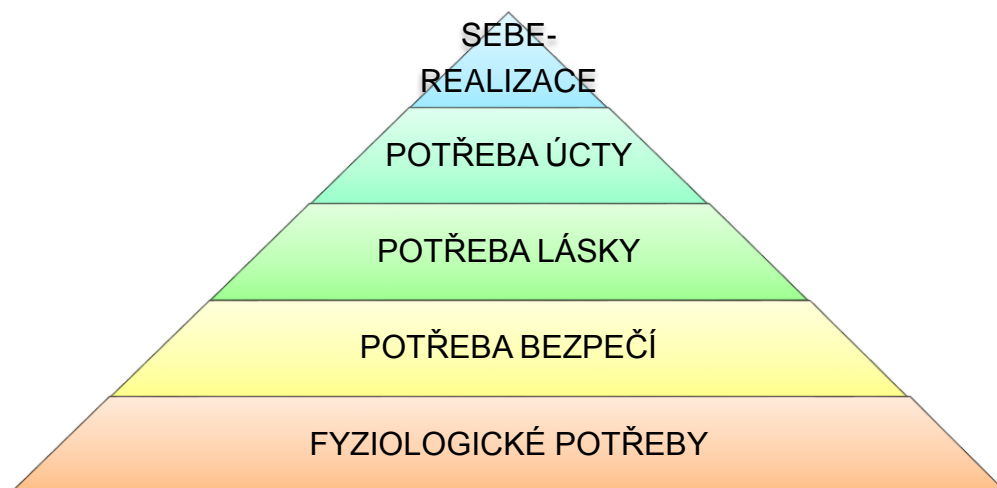 SEBE-
REALIZACE
POTŘEBA ÚCTY
POTŘEBA LÁSKY
POTŘEBA BEZPEČÍ
FYZIOLOGICKÉ POTŘEBY